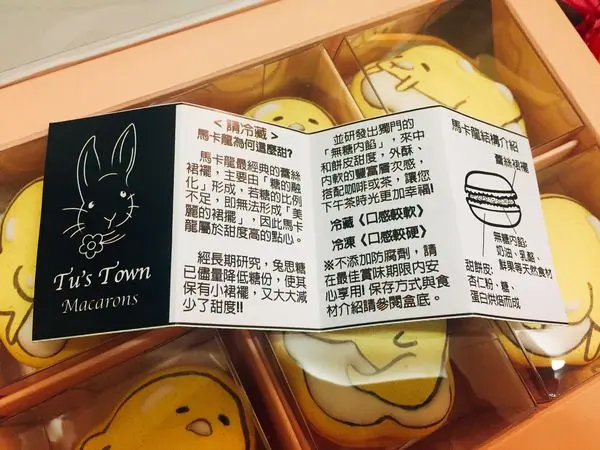 Tu's Town
Macarons
<請冷藏>
馬卡龍為何這麼甜?
馬卡龍最經典的蕾絲
裙襬，主要由「糖的融
化」形成，若糖的比例
不足，即無法形成「美
麗的裙襬」，因此馬卡
龍屬於甜度高的點心。
經長期研究，兔思糖
已儘量降低糖份，使其
保有小裙襬，又大大減
少了甜度!!
並研發出獨門的
「無糖內餡」，來中
和餅皮甜度，外酥、
內軟的豐富層次感，
搭配咖啡或茶，讓您
下午茶時光更加幸福!
冷藏《口感較軟》
冷凍《口感較硬》
※不添加防腐劑，請
在最佳賞味期限內安
心享用! 保存方式與食
材介紹請參閱盒底。
馬卡龍結構介紹
蕾絲裙襬
無糖內餡:
奶油、乳酪、
鮮果等天然食材
甜餅皮:
杏仁粉、糖、
蛋白烘焙而成